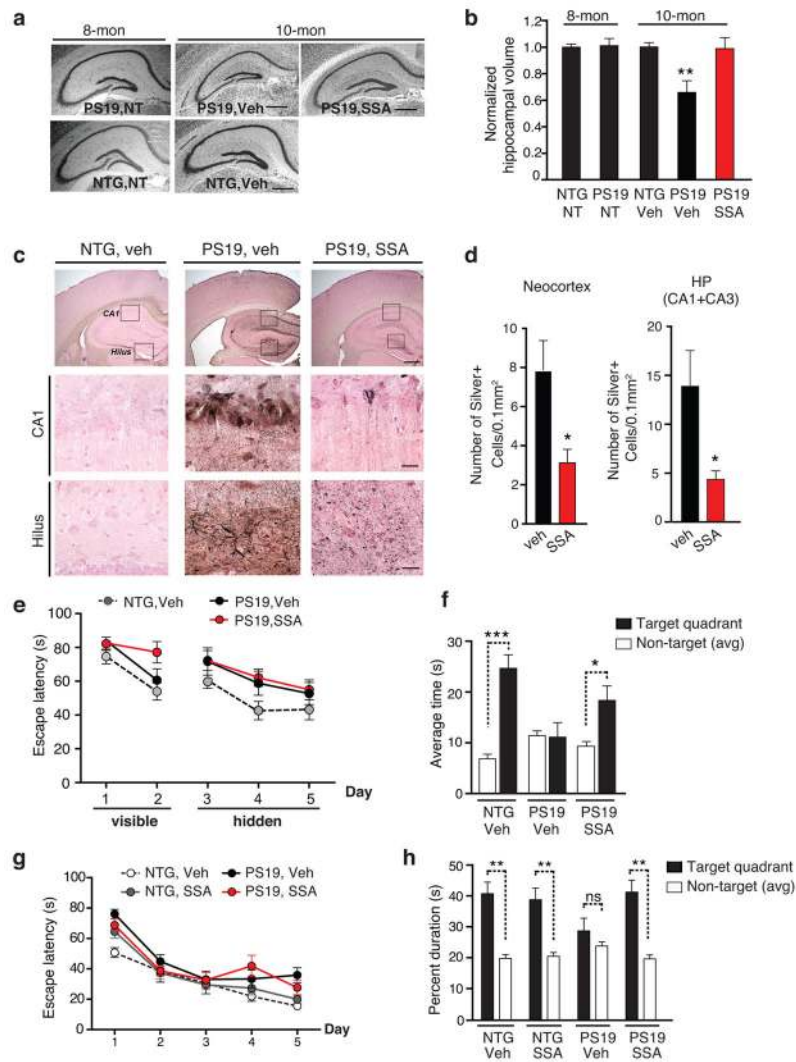 a
8-mon
10-mon
PS19,NT
PS19,Veh
PS19,SSA
NTG,NT
NTG,Veh
b
8-mon
10-mon
Normalized
hippocampal volume
1.2
1.0
0.8
0.6
0.4
0.2
0
**
NTG
NT
PS19
NT
NTG
Veh
PS19
Veh
PS19
SSA
c
NTG, veh
PS19, veh
PS19, SSA
CA1
Hilus
CA1
Hilus
d
Neocortex
Number of Silver+
Cells/0.1mm²
10
8
6
4
2
0
*
veh
SSA
HP
(CA1+CA3)
Number of Silver+
Cells/0.1mm²
20
15
10
5
0
*
veh
SSA
e
NTG,Veh
PS19,Veh
PS19,SSA
Escape latency (s)
100
80
60
40
20
0
1 2 3 4 5 Day
visible
hidden
f
Target quadrant
Non-target (avg)
Average time (s)
30
20
10
0
***
*
NTG
Veh
PS19
Veh
PS19
SSA
g
NTG, Veh
PS19, Veh
NTG, SSA
PS19, SSA
Escape latency (s)
100
80
60
40
20
0
1 2 3 4 5 Day
h
Target quadrant
Non-target (avg)
Percent duration (s)
50
40
30
20
10
0
**
**
ns
**
NTG
Veh
NTG
SSA
PS19
Veh
PS19
SSA